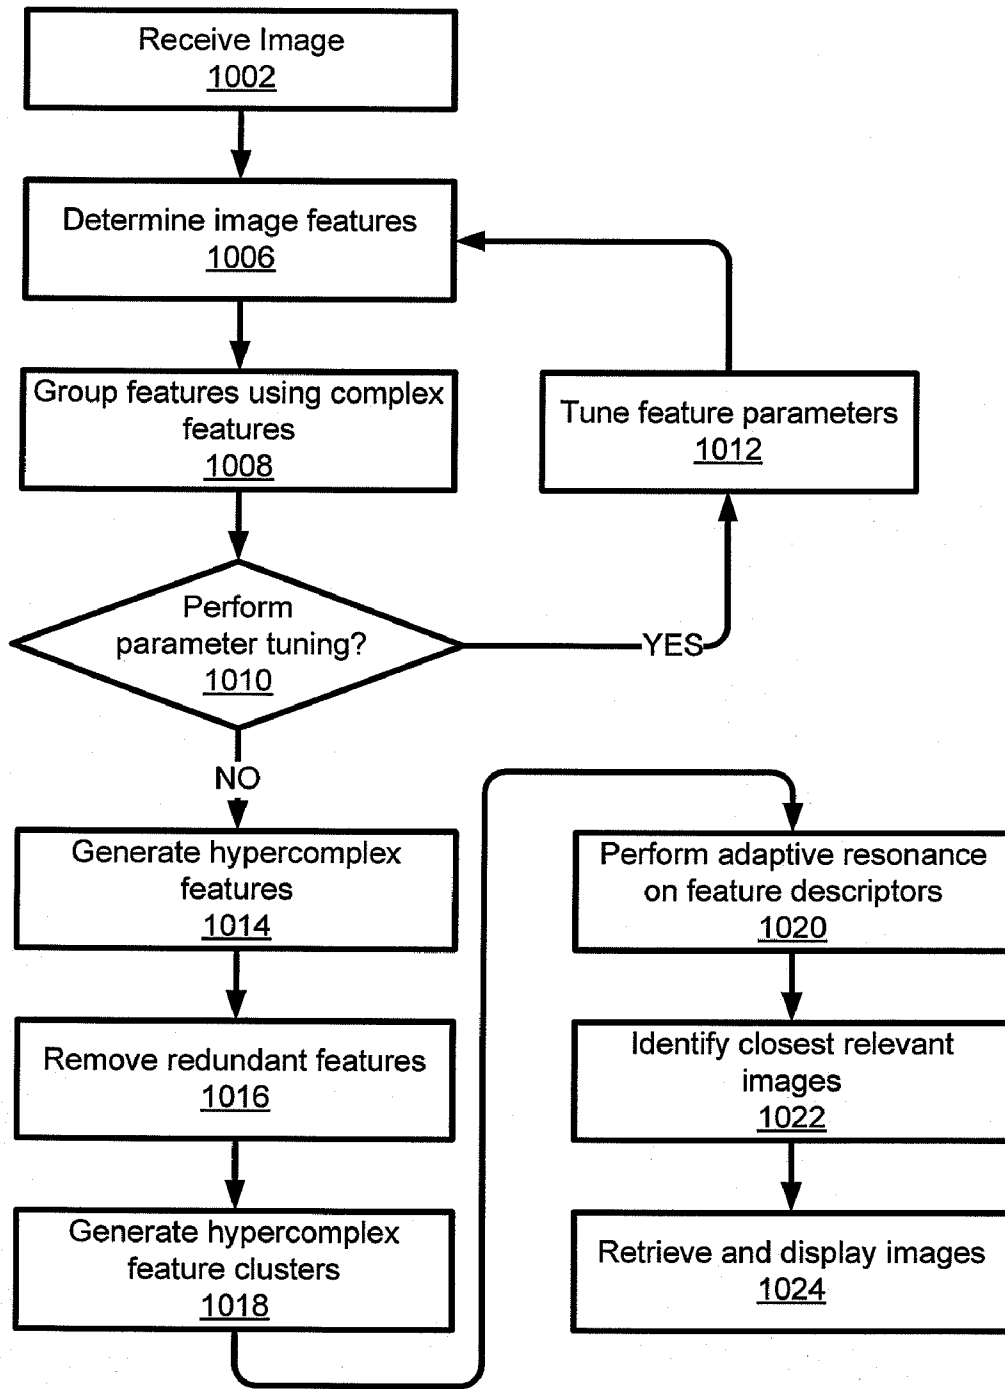 Receive Image
1002
Determine image features
1006
Group features using complex
features
1008
Tune feature parameters
1012
Perform
parameter tuning?
1010
YES
NO
Generate hypercomplex
features
1014
Remove redundant features
1016
Generate hypercomplex
feature clusters
1018
Perform adaptive resonance
on feature descriptors
1020
Identify closest relevant
images
1022
Retrieve and display images
1024